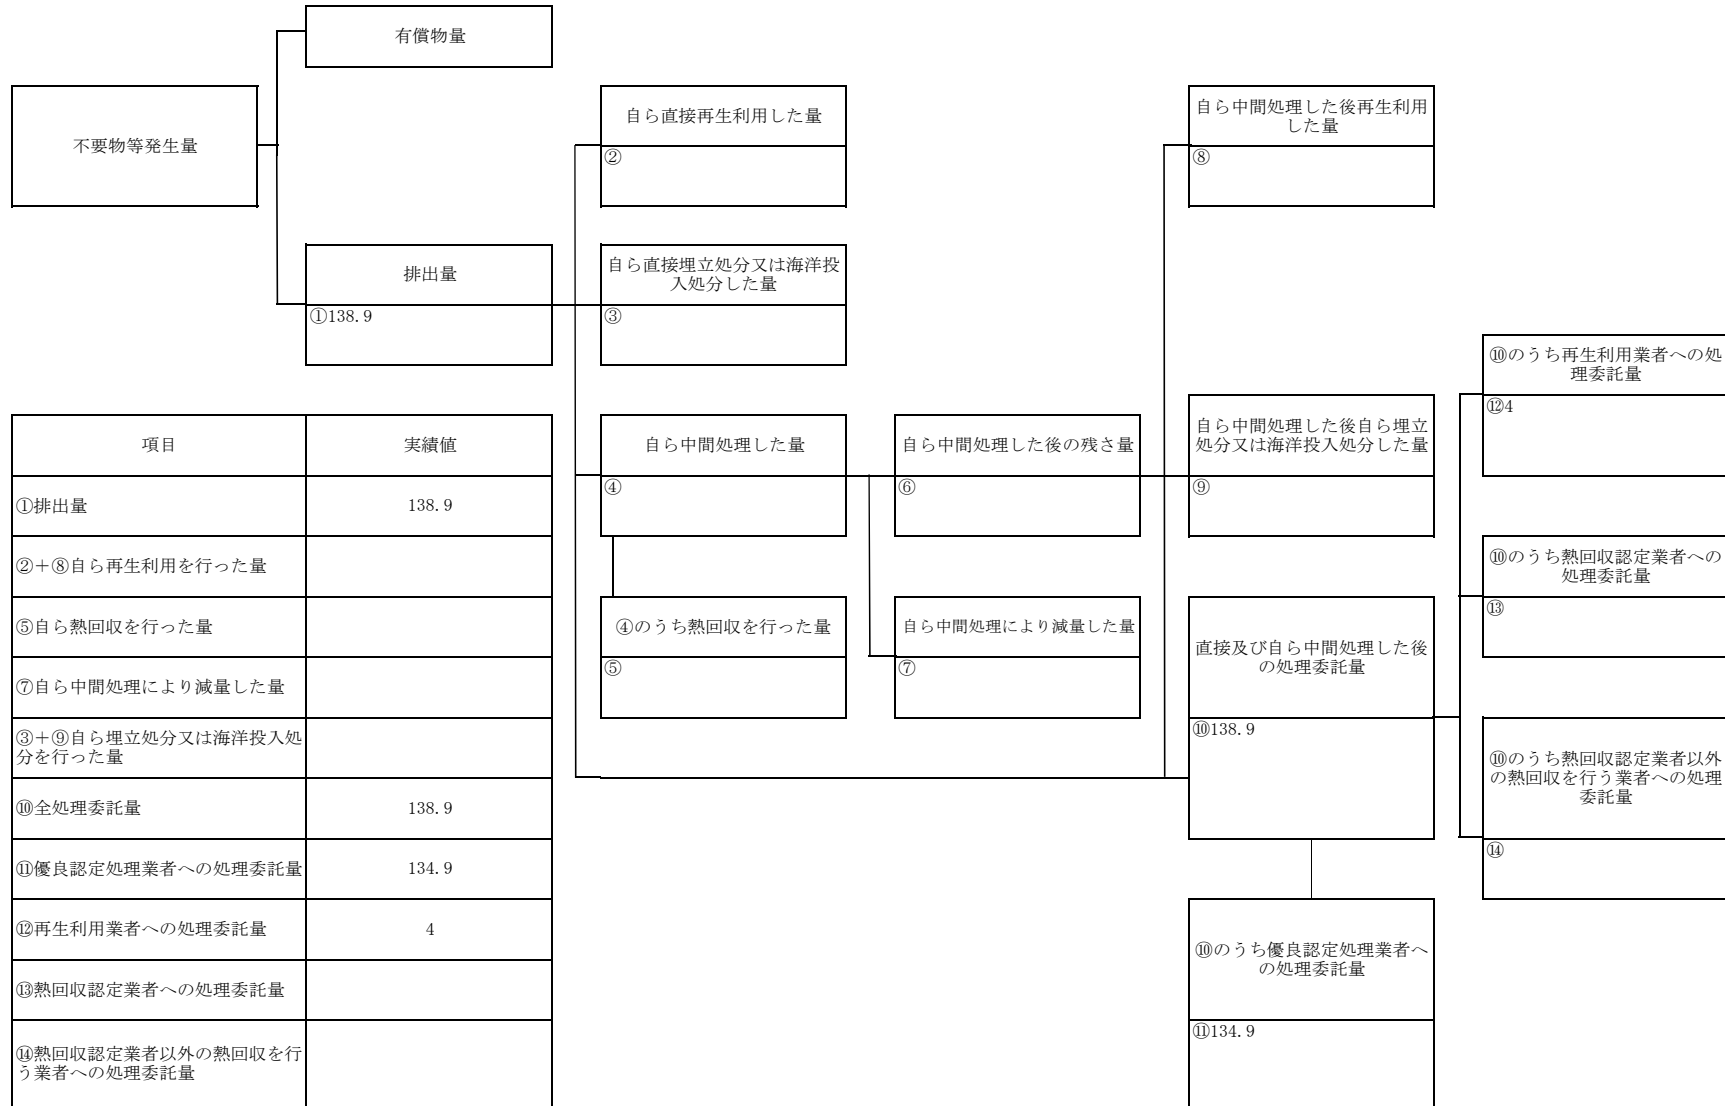 有償物量
不要物等発生量
自ら直接再生利用した量
②
自ら中間処理した後再生利用
した量
⑧
排出量
①138.9
自ら直接埋立処分又は海洋投
入処分した量
③
⑩のうち再生利用業者への処
理委託量
⑫4
項目
実績値
①排出量
138.9
②+⑧自ら再生利用を行った量
⑤自ら熱回収を行った量
⑦自ら中間処理により減量した量
③+⑨自ら埋立処分又は海洋投入処
分を行った量
⑩全処理委託量
138.9
⑪優良認定処理業者への処理委託量
134.9
⑫再生利用業者への処理委託量
4
⑬熱回収認定業者への処理委託量
⑭熱回収認定業者以外の熱回収を行
う業者への処理委託量
自ら中間処理した量
④
自ら中間処理した後の残さ量
⑥
自ら中間処理した後自ら埋立
処分又は海洋投入処分した量
⑨
④のうち熱回収を行った量
⑤
自ら中間処理により減量した量
⑦
直接及び自ら中間処理した後
の処理委託量
⑩138.9
⑩のうち熱回収認定業者への
処理委託量
⑬
⑩のうち熱回収認定業者以外
の熱回収を行う業者への処理
委託量
⑭
⑩のうち優良認定処理業者へ
の処理委託量
⑪134.9